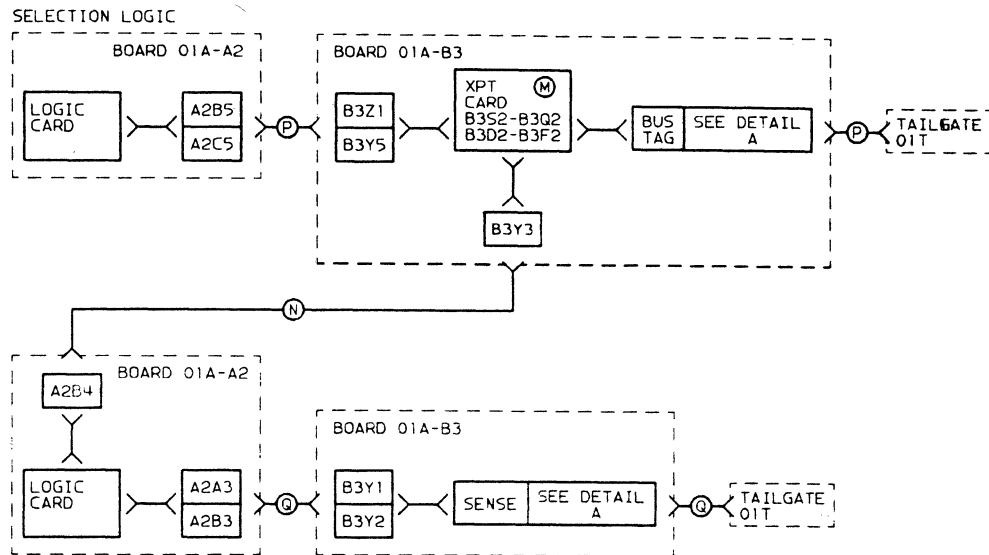 SELECTION LOGIC
BOARD 01A-A2
LOGIC
CARD
A2B5
A2C5
P
BOARD 01A-B3
B3Z1
B3Y5
XPT M
CARD
B3S2-B3Q2
B3D2-B3F2
BUS
TAG
SEE DETAIL
A
P
TAILGATE
01T
B3Y3
N
BOARD 01A-A2
A2B4
LOGIC
CARD
A2A3
A2B3
Q
BOARD 01A-B3
B3Y1
B3Y2
SENSE
SEE DETAIL
A
Q
TAILGATE
01T